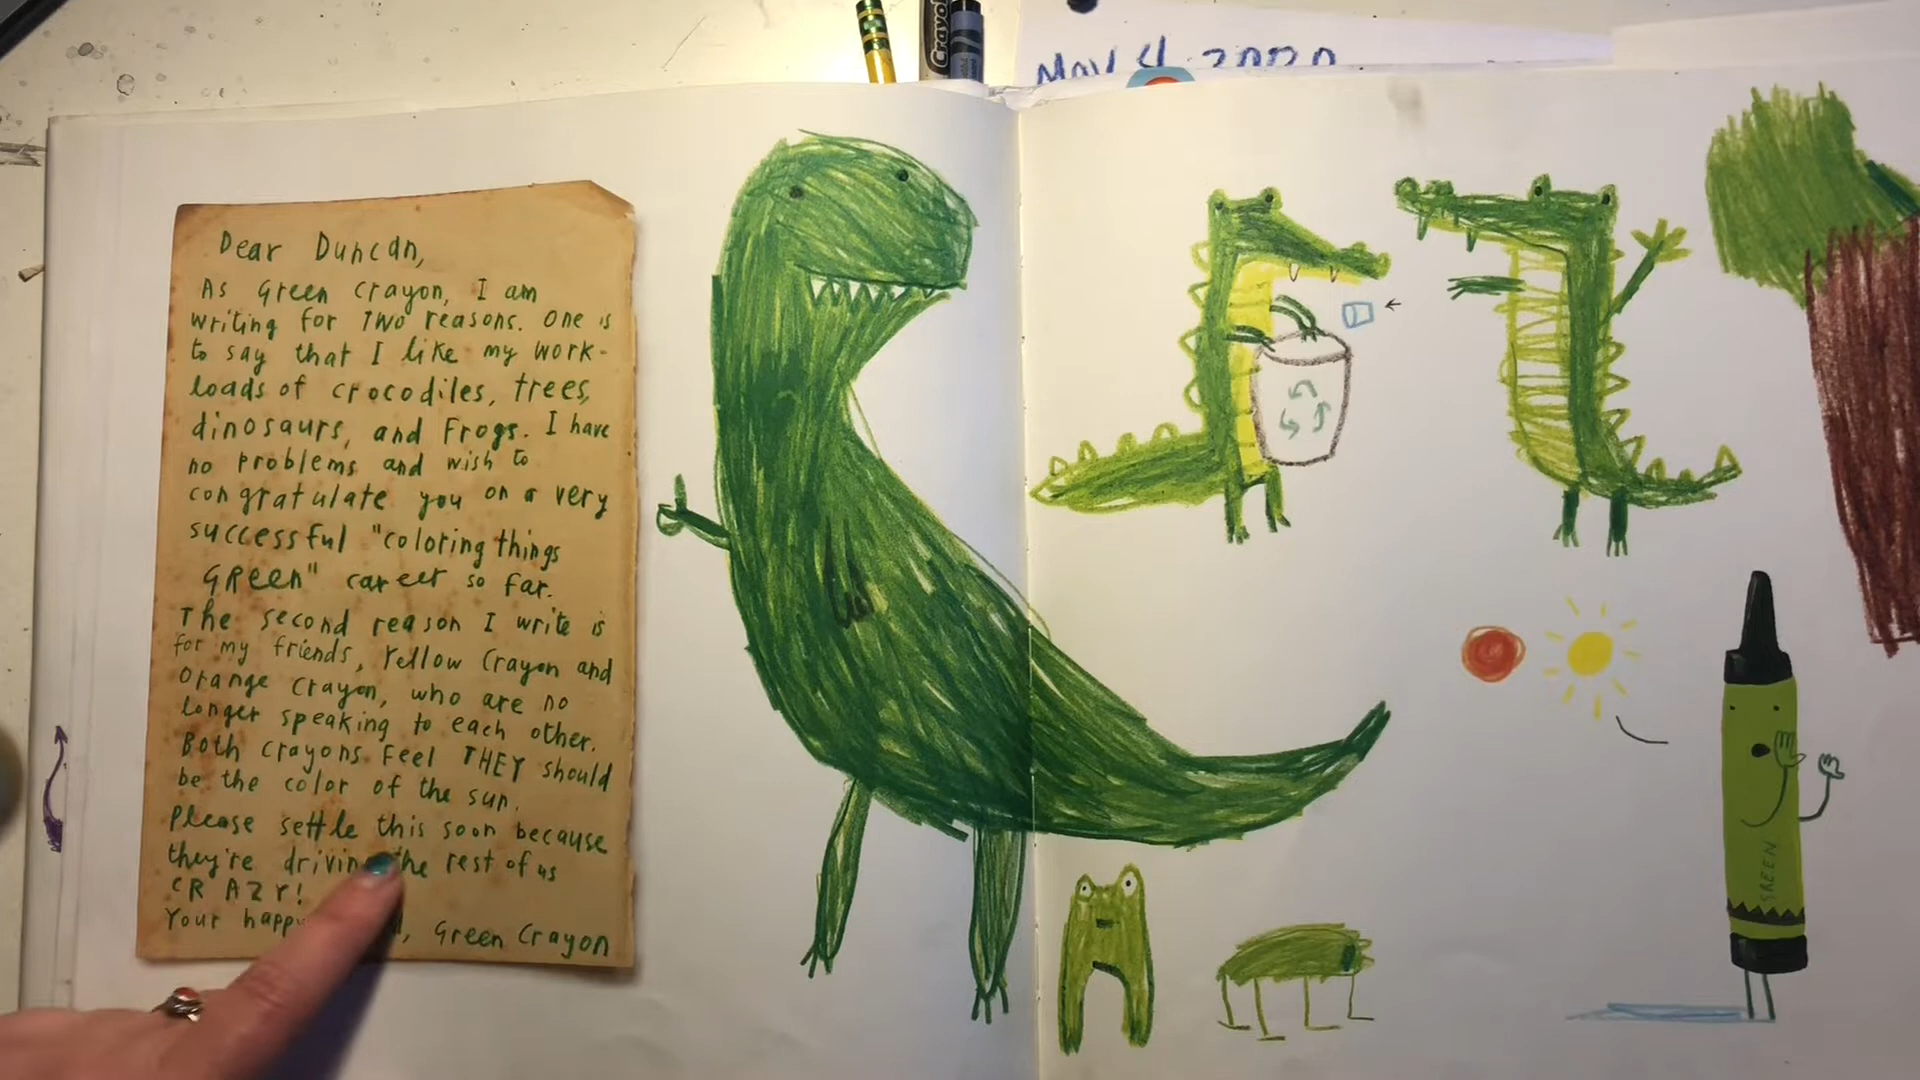 Crayol
May 4 2020
Dear Duncan,
As Green crayon, I am
writing for TWO reasons. One is
to say that I like my work-
loads of crocodiles, trees,
dinosaurs, and Frogs. I have
no problems and wish to
congratulate you on a very
successful "coloring things
GReen" career so far.
The second reason I write is
for my friends, Yellow Crayon and
Orange Crayon, who are no
longer speaking to each other.
Both crayons Feel THEY should
be the color of the sun.
Please settle this soon because
they're drivin the rest of us
CRAZY!
Your happy Green Crayon
GREEN